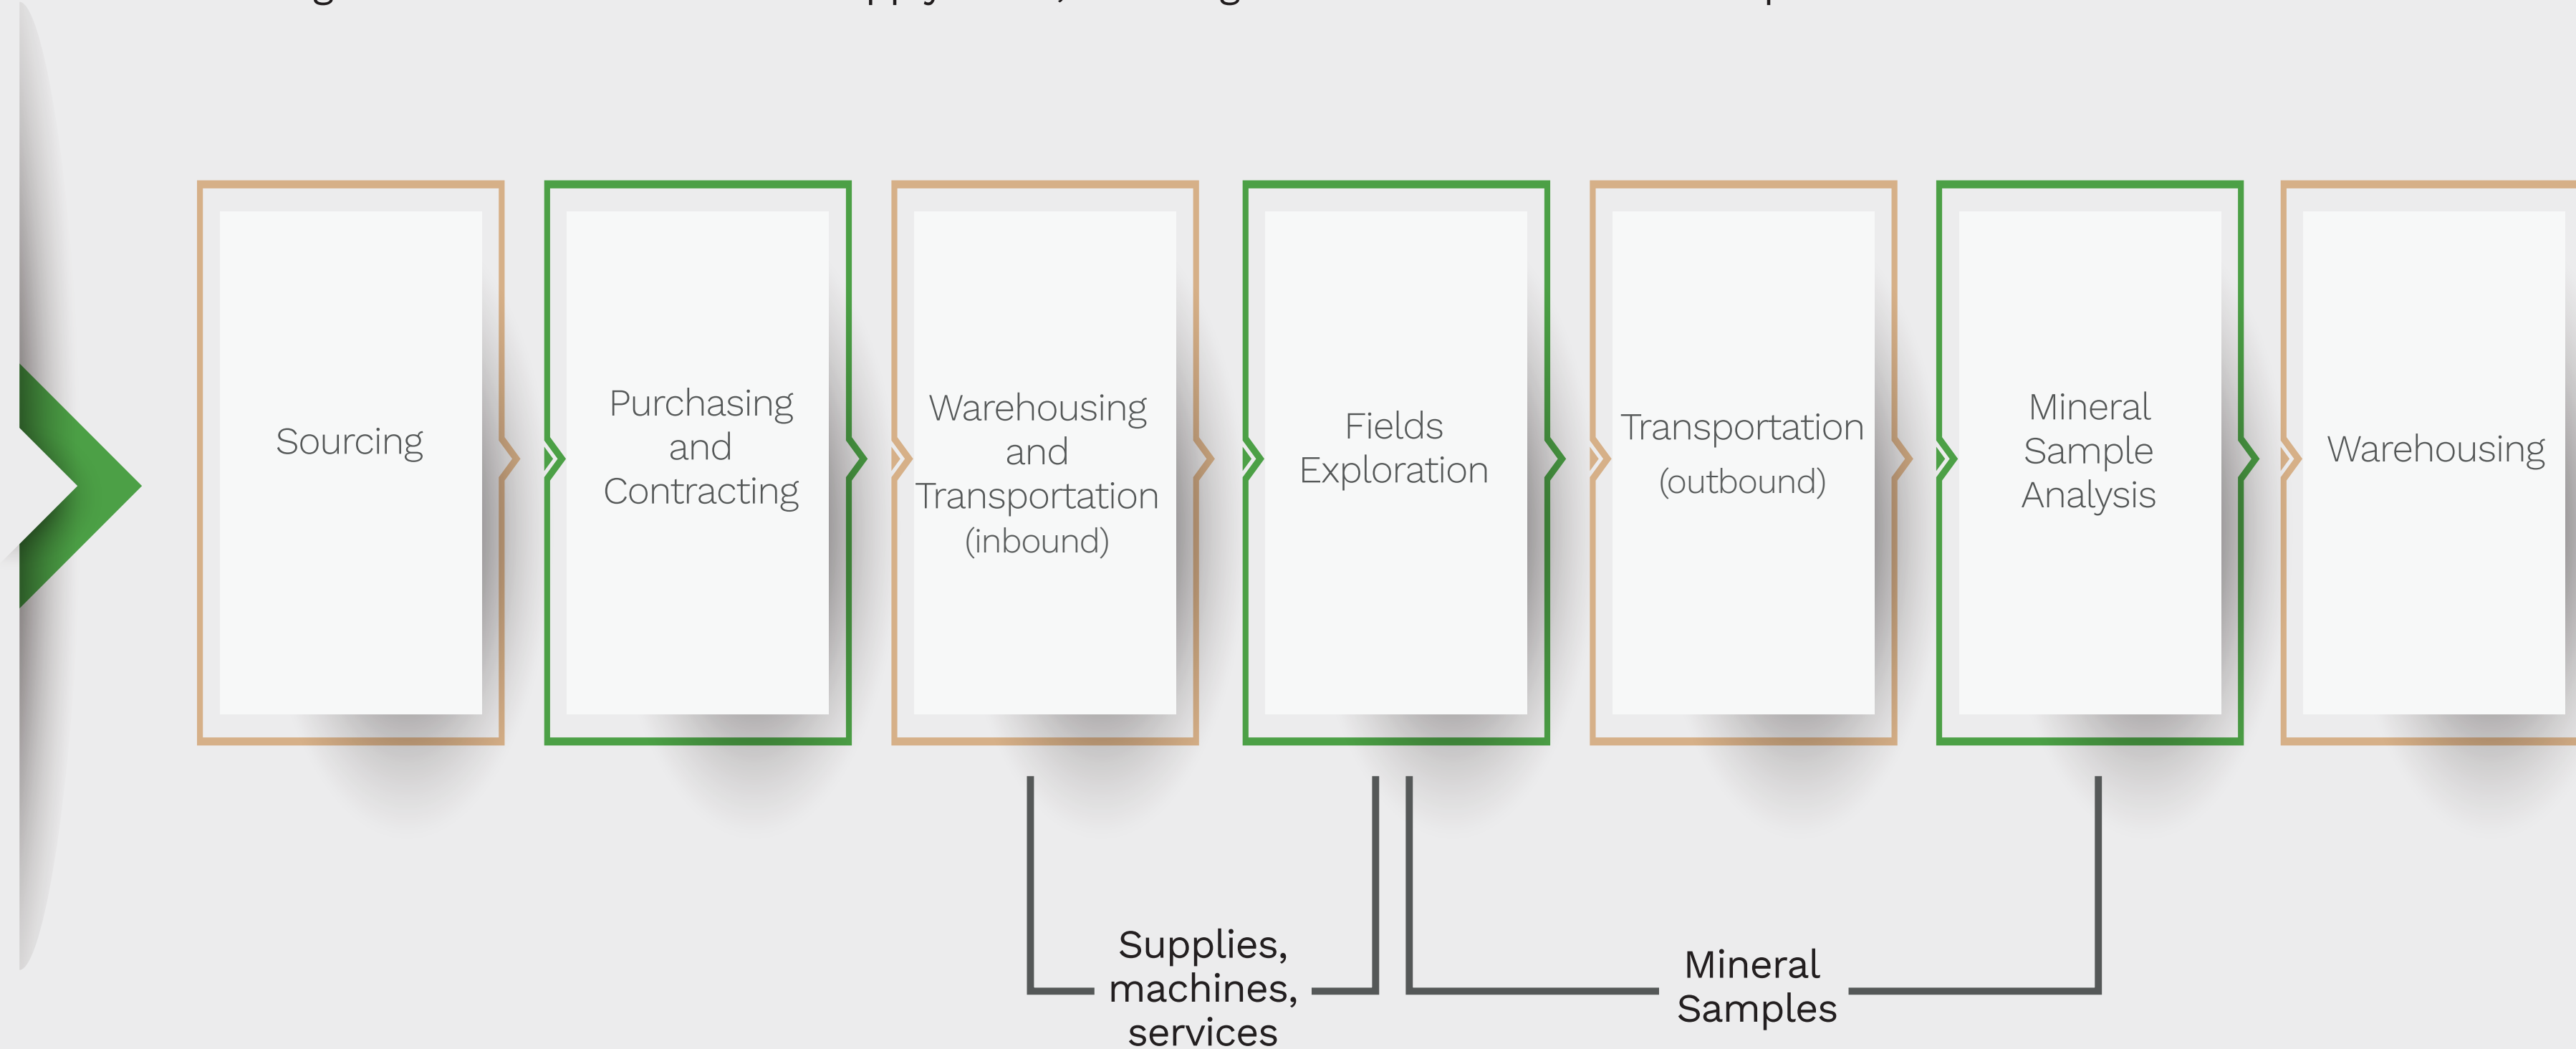 Sourcing
Purchasing
and
Contracting
Warehousing
and
Transportation
(inbound)
Fields
Exploration
Transportation
(outbound)
Mineral
Sample
Analysis
Warehousing
Supplies,
machines,
services
Mineral
Samples